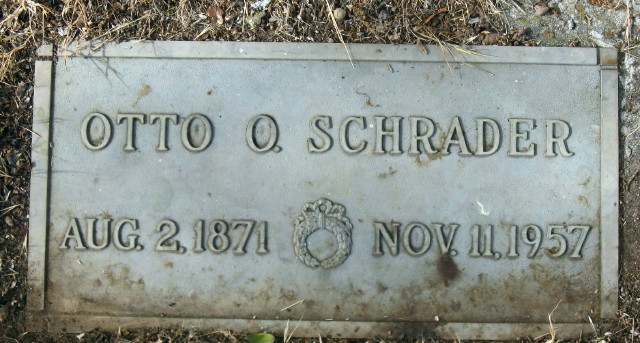 OTTO O. SCHRADER
AUG. 2, 1871 NOV. 11, 1957